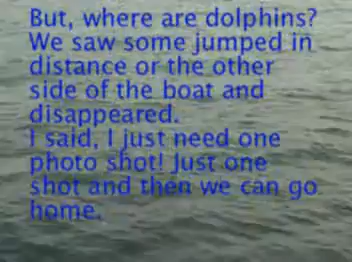 But, where are dolphins?
We saw some jumped in
distance or the other
side of the boat and
disappeared.
I said, I just need one
photo shot! Just one
shot and then we can go
home.